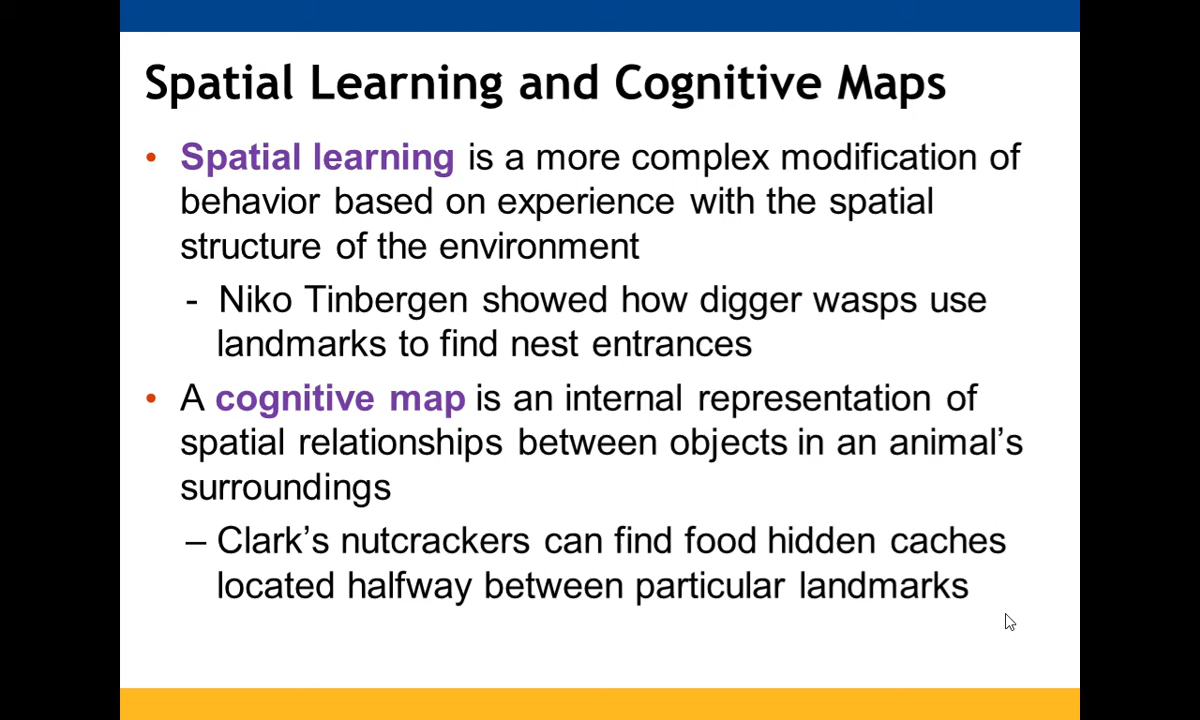 Spatial Learning and Cognitive Maps
• Spatial learning is a more complex modification of
behavior based on experience with the spatial
structure of the environment
- Niko Tinbergen showed how digger wasps use
landmarks to find nest entrances
• A cognitive map is an internal representation of
spatial relationships between objects in an animal’s
surroundings
– Clark’s nutcrackers can find food hidden caches
located halfway between particular landmarks